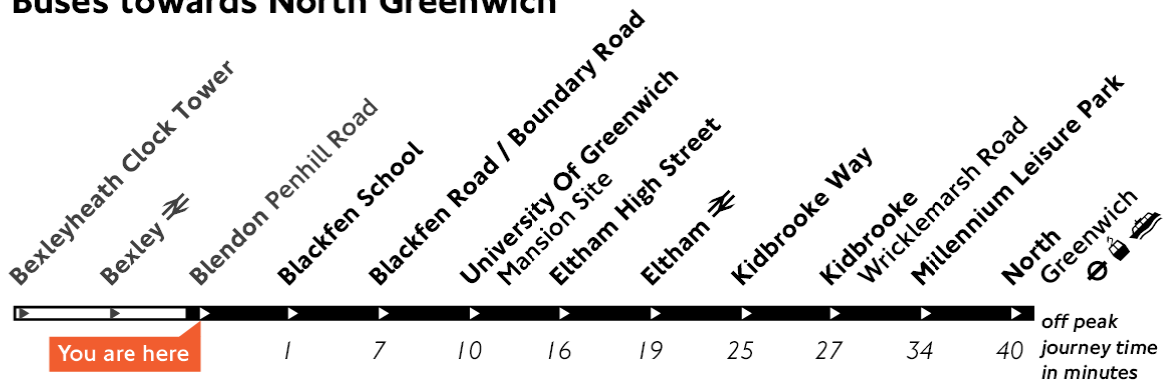 Buses towards North Greenwich
Bexleyheath Clock Tower
Bexley
Blendon Penhill Road
Blackfen School
Blackfen Road / Boundary Road
University Of Greenwich
Mansion Site
Eltham High Street
Eltham
Kidbrooke Way
Kidbrooke
Wricklemarsh Road
Millennium Leisure Park
North
Greenwich
You are here
1 7 10 16 19 25 27 34 40
off peak
journey time
in minutes